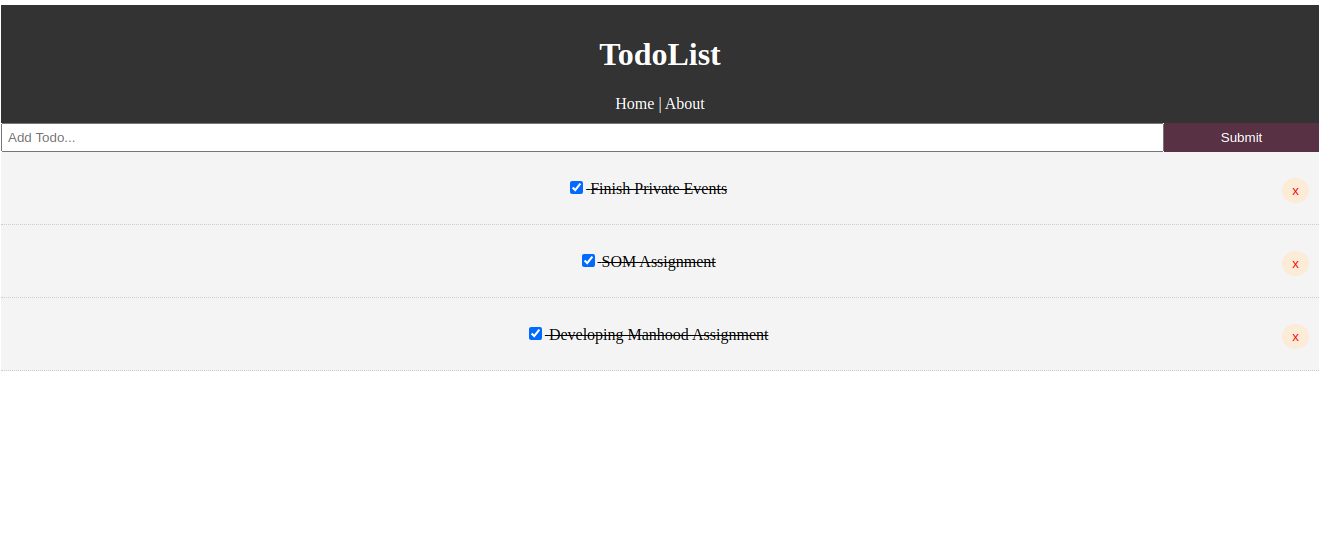 TodoList
Home | About
Add Todo... Submit
Finish Private Events x
SOM Assignment x
Developing Manhood Assignment x